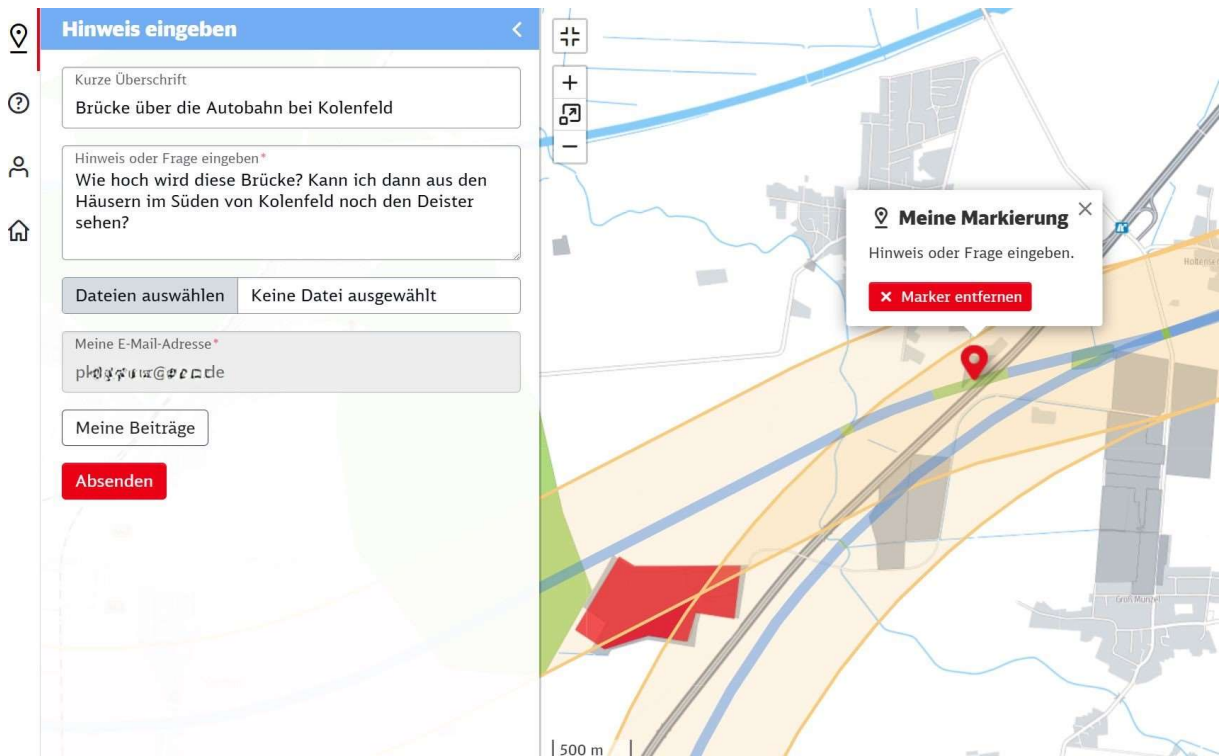 Hinweis eingeben
Kurze Überschrift
Brücke über die Autobahn bei Kolenfeld
Hinweis oder Frage eingeben*
Wie hoch wird diese Brücke? Kann ich dann aus den
Häusern im Süden von Kolenfeld noch den Deister
sehen?
Dateien auswählen
Keine Datei ausgewählt
Meine E-Mail-Adresse*
Meine Beiträge
Absenden
+
−
Meine Markierung
Hinweis oder Frage eingeben.
Marker entfernen
Groß Munzel
500 m